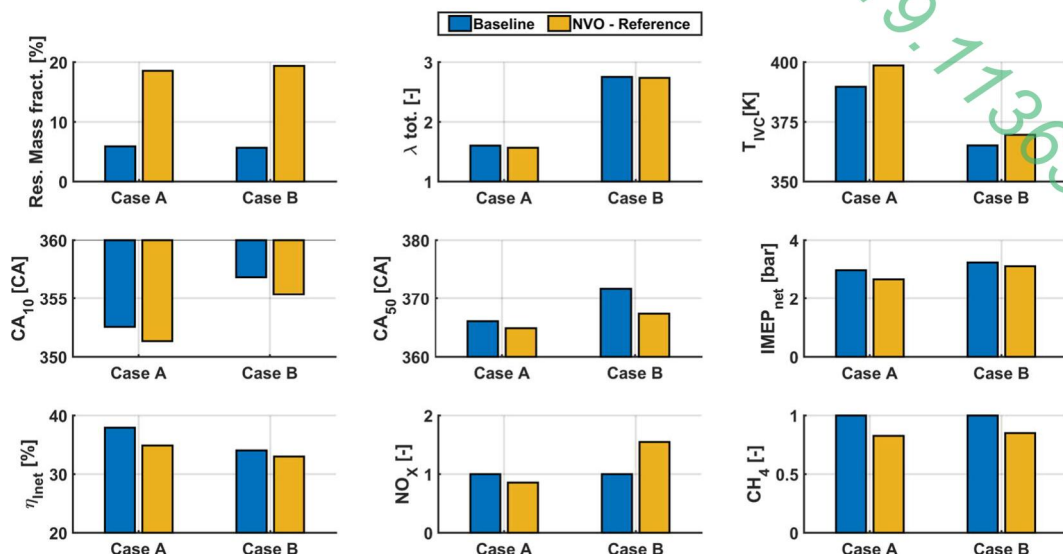 Baseline NVO - Reference
Res. Mass fract. [%]
20
10
0
Case A Case B
λ tot. [-]
3
2
1
Case A Case B
T_IVC[K]
400
375
350
Case A Case B
CA_10 [CA]
360
355
350
Case A Case B
CA_50 [CA]
380
370
360
Case A Case B
IMEP_net [bar]
4
2
0
Case A Case B
η_Inet [%]
40
30
20
Case A Case B
NO_X [-]
2
1
0
Case A Case B
CH_4 [-]
1
0.5
0
Case A Case B
9.1136